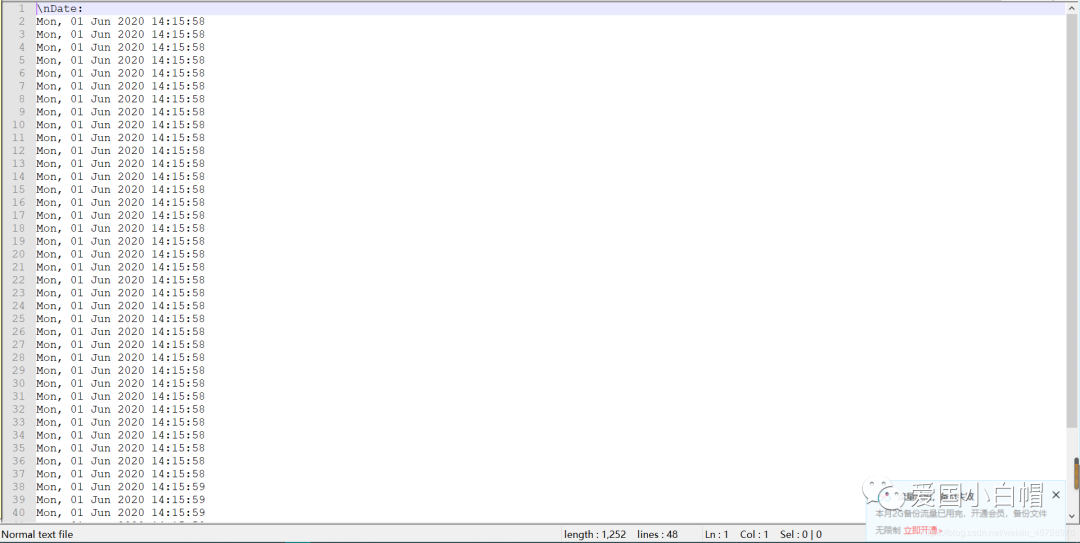 1 \nDate:
2 Mon, 01 Jun 2020 14:15:58
3 Mon, 01 Jun 2020 14:15:58
4 Mon, 01 Jun 2020 14:15:58
5 Mon, 01 Jun 2020 14:15:58
6 Mon, 01 Jun 2020 14:15:58
7 Mon, 01 Jun 2020 14:15:58
8 Mon, 01 Jun 2020 14:15:58
9 Mon, 01 Jun 2020 14:15:58
10 Mon, 01 Jun 2020 14:15:58
11 Mon, 01 Jun 2020 14:15:58
12 Mon, 01 Jun 2020 14:15:58
13 Mon, 01 Jun 2020 14:15:58
14 Mon, 01 Jun 2020 14:15:58
15 Mon, 01 Jun 2020 14:15:58
16 Mon, 01 Jun 2020 14:15:58
17 Mon, 01 Jun 2020 14:15:58
18 Mon, 01 Jun 2020 14:15:58
19 Mon, 01 Jun 2020 14:15:58
20 Mon, 01 Jun 2020 14:15:58
21 Mon, 01 Jun 2020 14:15:58
22 Mon, 01 Jun 2020 14:15:58
23 Mon, 01 Jun 2020 14:15:58
24 Mon, 01 Jun 2020 14:15:58
25 Mon, 01 Jun 2020 14:15:58
26 Mon, 01 Jun 2020 14:15:58
27 Mon, 01 Jun 2020 14:15:58
28 Mon, 01 Jun 2020 14:15:58
29 Mon, 01 Jun 2020 14:15:58
30 Mon, 01 Jun 2020 14:15:58
31 Mon, 01 Jun 2020 14:15:58
32 Mon, 01 Jun 2020 14:15:58
33 Mon, 01 Jun 2020 14:15:58
34 Mon, 01 Jun 2020 14:15:58
35 Mon, 01 Jun 2020 14:15:58
36 Mon, 01 Jun 2020 14:15:58
37 Mon, 01 Jun 2020 14:15:58
38 Mon, 01 Jun 2020 14:15:59
39 Mon, 01 Jun 2020 14:15:59
40 Mon, 01 Jun 2020 14:15:59
爱国小白帽
本月2G备份流量已用完，开通会员，备份文件
无限制 立即开通>
Normal text file length : 1,252 lines : 48 Ln : 1 Col : 1 Sel : 0 | 0